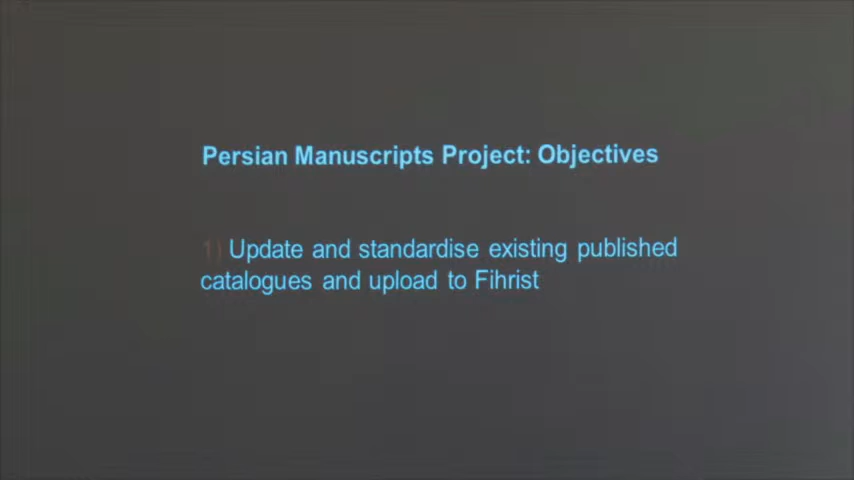 Persian Manuscripts Project: Objectives
1) Update and standardise existing published
catalogues and upload to Fihrist